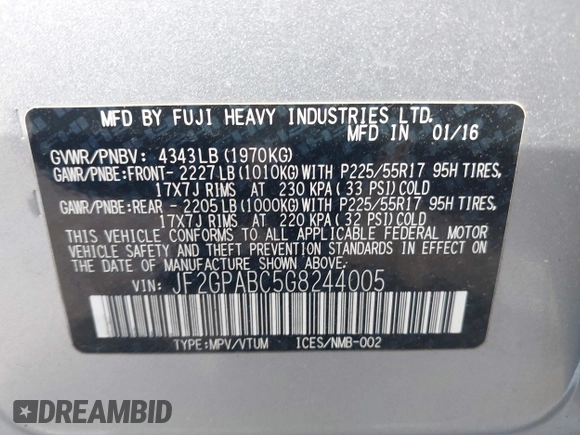 MFD BY FUJI HEAVY INDUSTRIES LTD.
MFD IN 01/16
GVWR/PNBV: 4343LB (1970KG)
GAWR/PNBE:FRONT- 2227LB (1010KG) WITH P225/55R17 95H TIRES,
17X7J RIMS AT 230 KPA (33 PSI) COLD
GAWR/PNBE:REAR - 2205LB (1000KG) WITH P225/55R17 95H TIRES,
17X7J RIMS AT 220 KPA (32 PSI) COLD
THIS VEHICLE CONFORMS TO ALL APPLICABLE FEDERAL MOTOR
VEHICLE SAFETY AND THEFT PREVENTION STANDARDS IN
EFFECT ON THE DATE OF MANUFACTURE SHOWN ABOVE.
VIN: JF2GPABC5G8244005
TYPE:MPV/VTUM ICES/NMB-002
DREAMBID